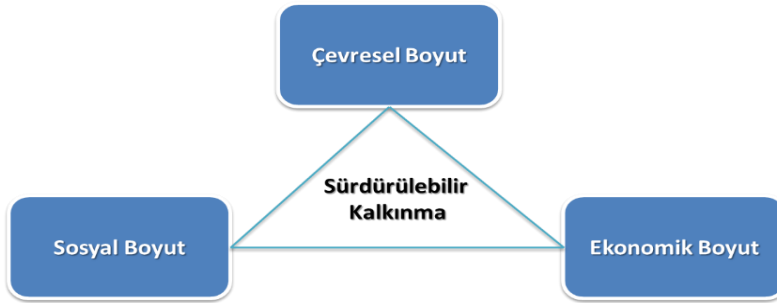 Çevresel Boyut
Sürdürülebilir
Kalkınma
Sosyal Boyut
Ekonomik Boyut